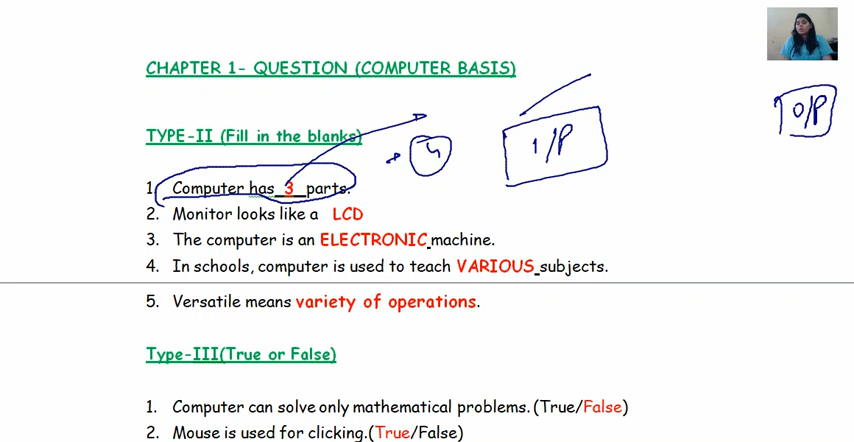 CHAPTER 1- QUESTION (COMPUTER BASIS)
O/P
TYPE-II (Fill in the blanks)
I/P
1. Computer has 3 parts.
2. Monitor looks like a LCD
3. The computer is an ELECTRONIC machine.
4. In schools, computer is used to teach VARIOUS subjects.
5. Versatile means variety of operations.
Type-III(True or False)
1. Computer can solve only mathematical problems. (True/False)
2. Mouse is used for clicking.(True/False)